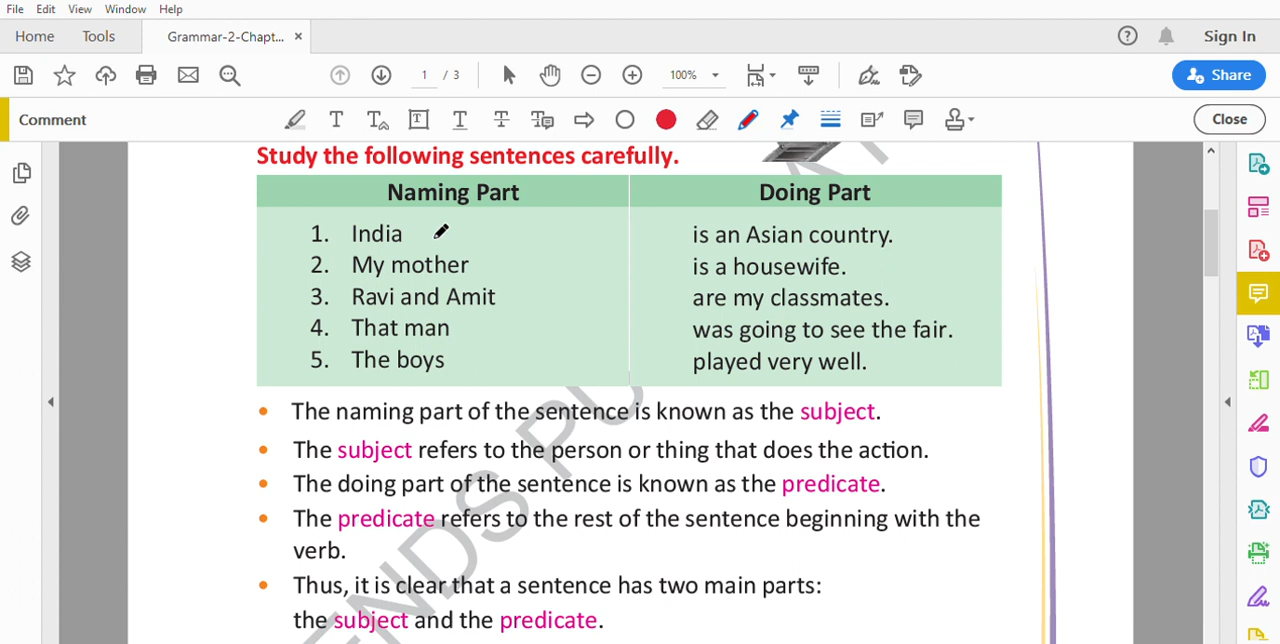 File Edit View Window Help
Home Tools Grammar-2-Chapt... × Sign In
1 / 3 100% Share
Comment Close
Study the following sentences carefully.
Naming Part Doing Part
1. India is an Asian country.
2. My mother is a housewife.
3. Ravi and Amit are my classmates.
4. That man was going to see the fair.
5. The boys played very well.
• The naming part of the sentence is known as the subject.
• The subject refers to the person or thing that does the action.
• The doing part of the sentence is known as the predicate.
• The predicate refers to the rest of the sentence beginning with the
verb.
• Thus, it is clear that a sentence has two main parts:
the subject and the predicate.